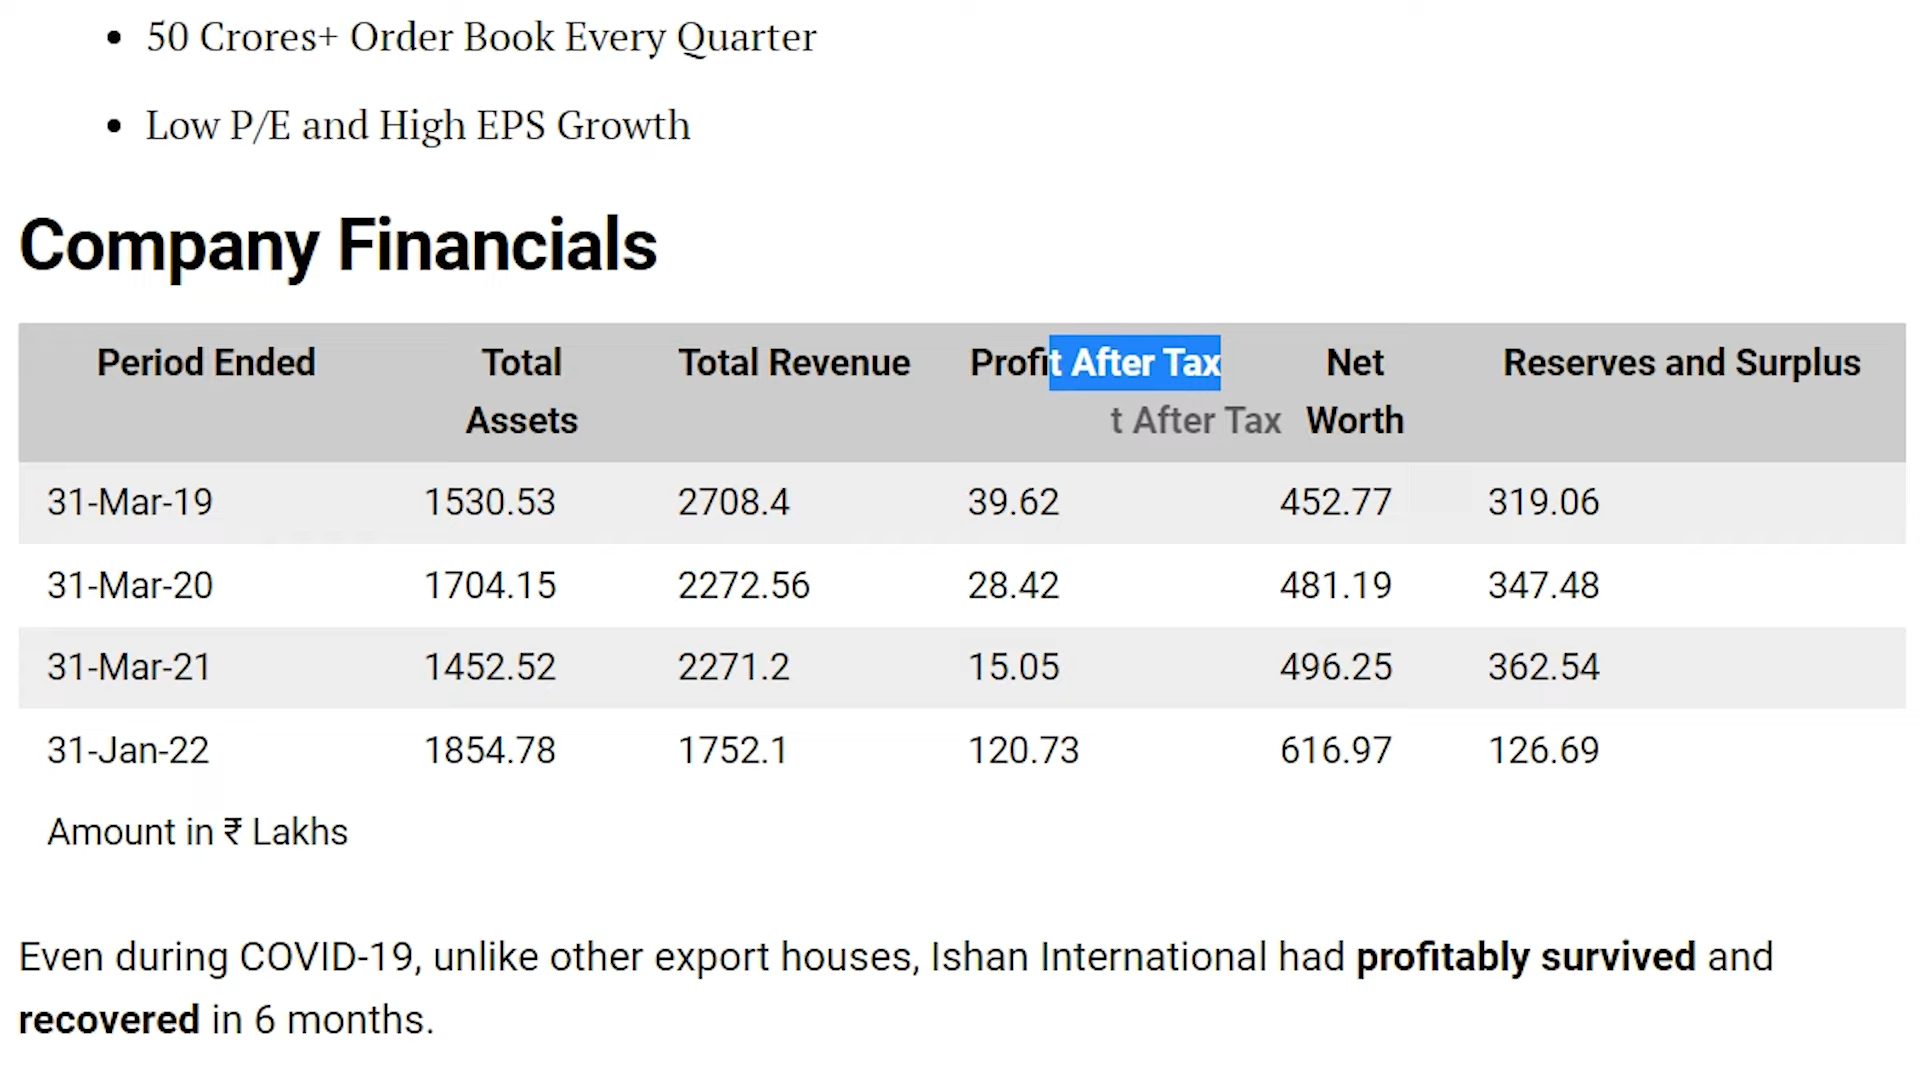 50 Crores+ Order Book Every Quarter
Low P/E and High EPS Growth
Company Financials
Period Ended Total Assets Total Revenue Profit After Tax Net Worth Reserves and Surplus
t After Tax
31-Mar-19 1530.53 2708.4 39.62 452.77 319.06
31-Mar-20 1704.15 2272.56 28.42 481.19 347.48
31-Mar-21 1452.52 2271.2 15.05 496.25 362.54
31-Jan-22 1854.78 1752.1 120.73 616.97 126.69
Amount in ₹ Lakhs
Even during COVID-19, unlike other export houses, Ishan International had profitably survived and
recovered in 6 months.